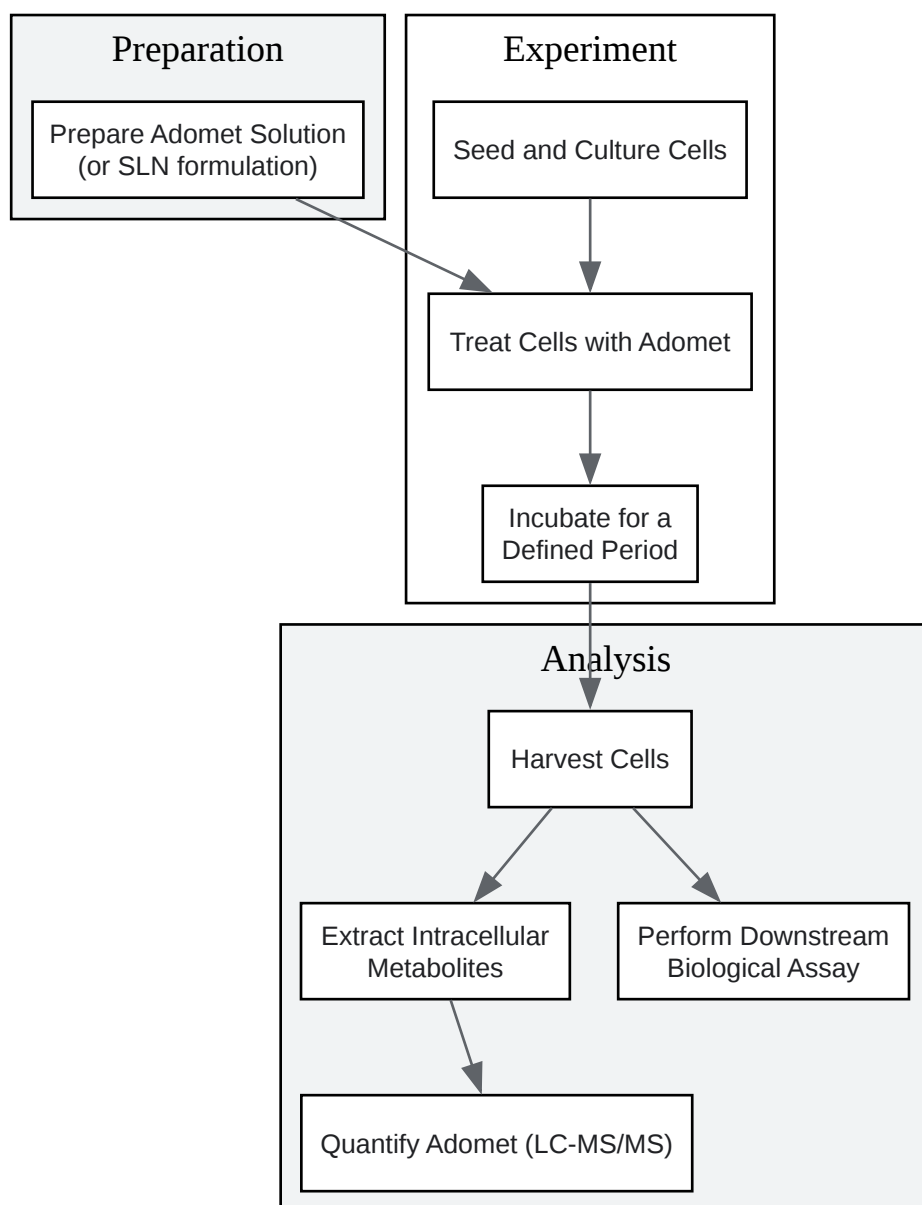 Preparation
Prepare Adomet Solution
(or SLN formulation)
Experiment
Seed and Culture Cells
Treat Cells with Adomet
Incubate for a
Defined Period
Analysis
Harvest Cells
Extract Intracellular
Metabolites
Perform Downstream
Biological Assay
Quantify Adomet (LC-MS/MS)